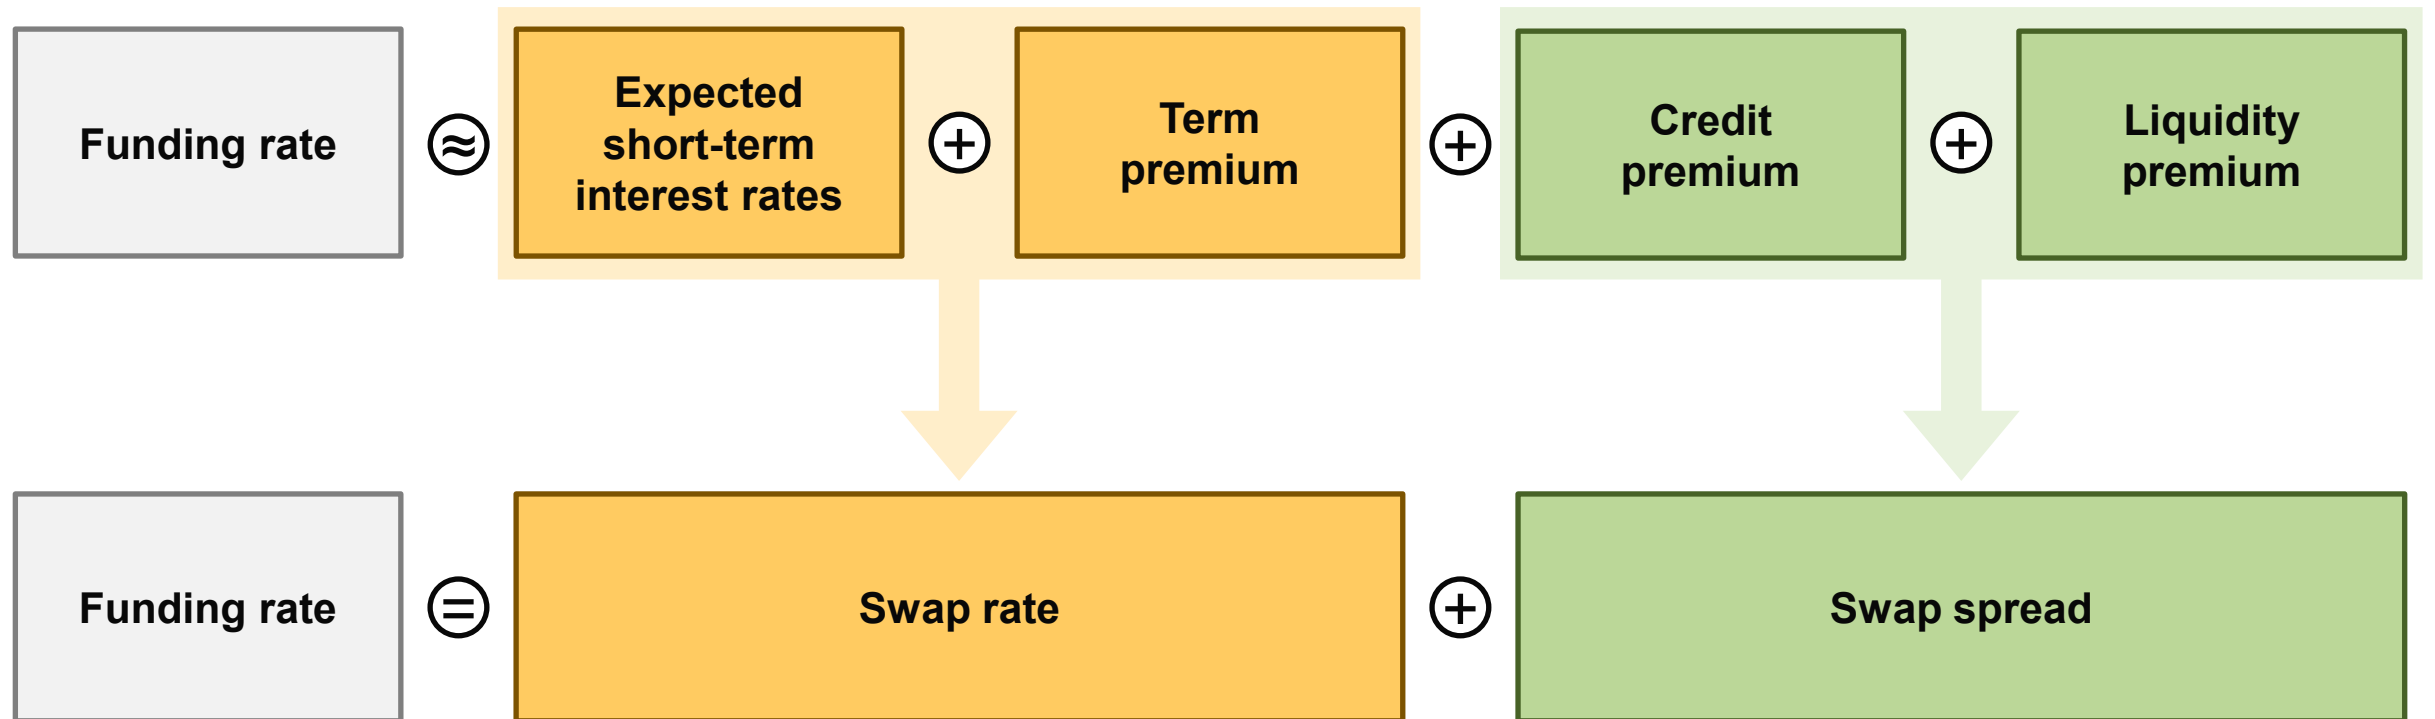 Funding rate
≈
Expected
short-term
interest rates
+
Term
premium
+
Credit
premium
+
Liquidity
premium
Funding rate
=
Swap rate
+
Swap spread